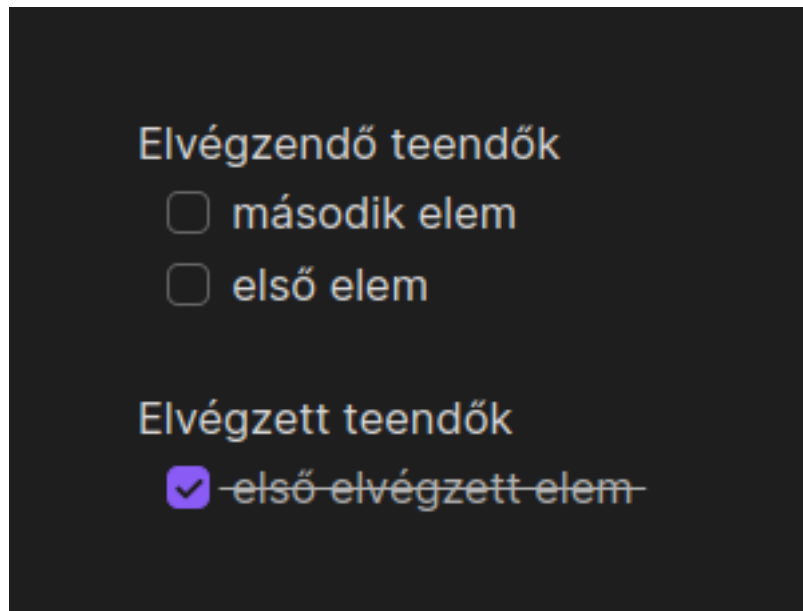 Elvégzendő teendők
második elem
első elem
Elvégzett teendők
első elvégzett elem